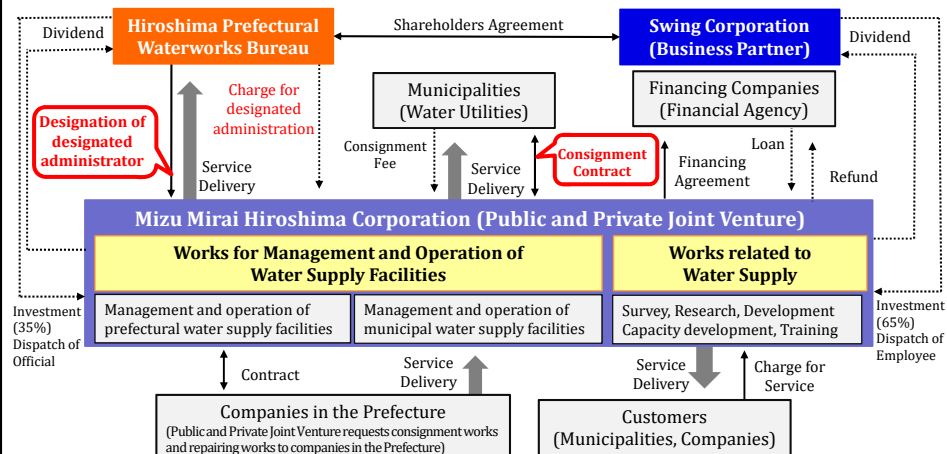 Dividend
Hiroshima Prefectural
Waterworks Bureau
Shareholders Agreement
Swing Corporation
(Business Partner)
Dividend
Designation of
designated
administrator
Service
Delivery
Charge for
designated
administration
Municipalities
(Water Utilities)
Consignment
Fee
Service
Delivery
Consignment
Contract
Financing Companies
(Financial Agency)
Financing
Agreement
Loan
Refund
Mizu Mirai Hiroshima Corporation (Public and Private Joint Venture)
Works for Management and Operation of
Water Supply Facilities
Works related to
Water Supply
Management and operation of
prefectural water supply facilities
Management and operation of
municipal water supply facilities
Survey, Research, Development
Capacity development, Training
Investment
(35%)
Dispatch of
Official
Investment
(65%)
Dispatch of
Employee
Contract
Service
Delivery
Service
Delivery
Charge for
Service
Companies in the Prefecture
(Public and Private Joint Venture requests consignment works
and repairing works to companies in the Prefecture)
Customers
(Municipalities, Companies)